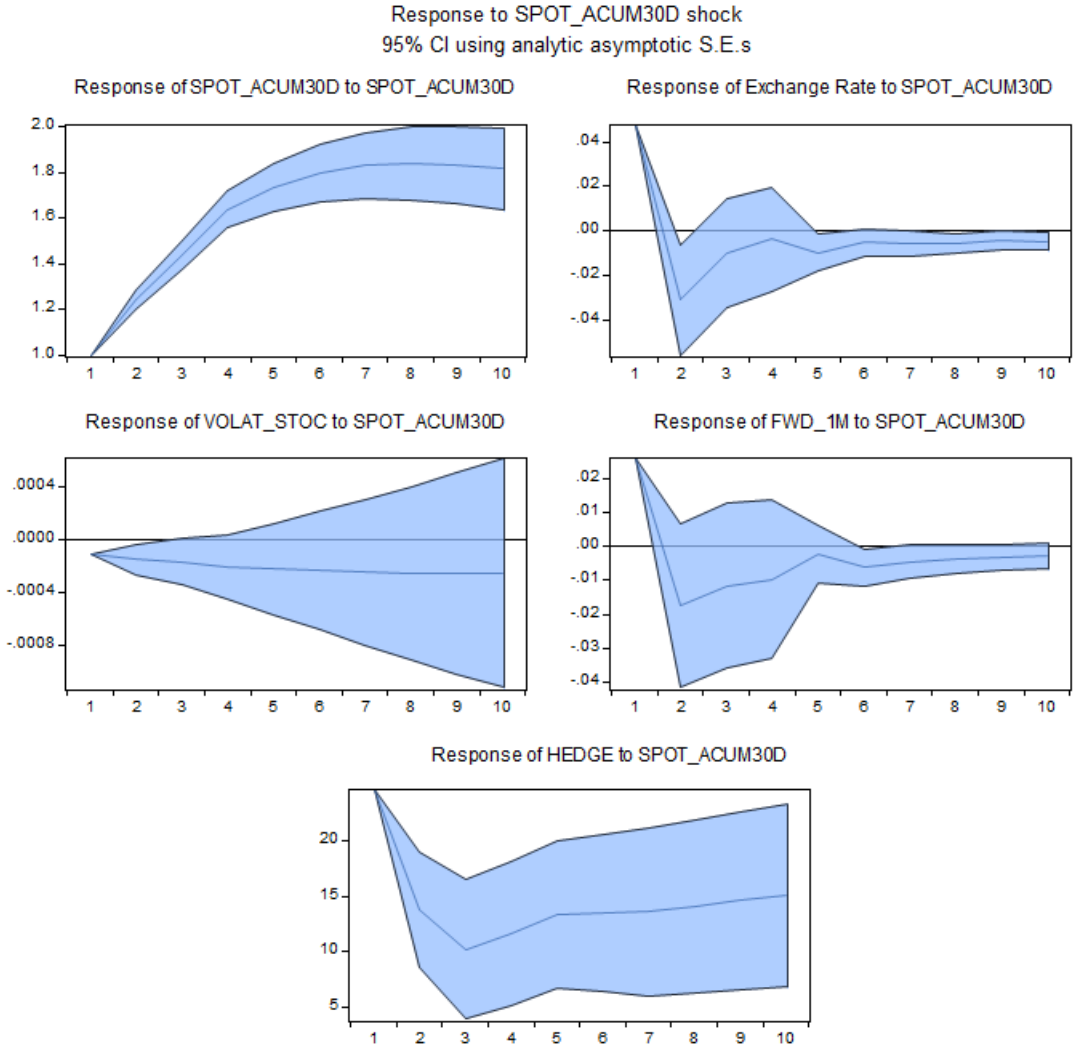 Response to SPOT_ACUM30D shock
95% CI using analytic asymptotic S.E.s
Response of SPOT_ACUM30D to SPOT_ACUM30D
2.0
1.8
1.6
1.4
1.2
1.0
1 2 3 4 5 6 7 8 9 10
Response of Exchange Rate to SPOT_ACUM30D
.04
.02
.00
-.02
-.04
1 2 3 4 5 6 7 8 9 10
Response of VOLAT_STOC to SPOT_ACUM30D
.0004
.0000
-.0004
-.0008
1 2 3 4 5 6 7 8 9 10
Response of FWD_1M to SPOT_ACUM30D
.02
.01
.00
-.01
-.02
-.03
-.04
1 2 3 4 5 6 7 8 9 10
Response of HEDGE to SPOT_ACUM30D
20
15
10
5
1 2 3 4 5 6 7 8 9 10